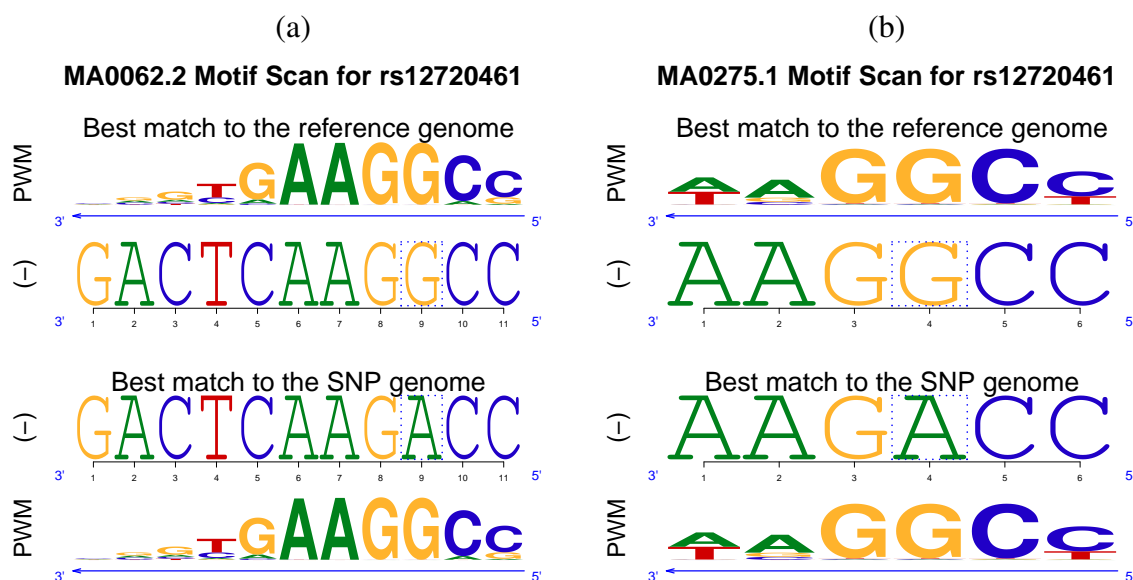 (a)
MA0062.2 Motif Scan for rs12720461
Best match to the reference genome
PWM
GAAGGCC
3' 5'
(−)
GACTCAAGGCC
3' 1 2 3 4 5 6 7 8 9 10 11 5'
Best match to the SNP genome
(−)
GACTCAAGACC
3' 1 2 3 4 5 6 7 8 9 10 11 5'
PWM
GAAGGCC
3' 5'
(b)
MA0275.1 Motif Scan for rs12720461
Best match to the reference genome
PWM
AAGGCC
3' 5
(−)
AAGGCC
3' 1 2 3 4 5 6 5
Best match to the SNP genome
(−)
AAGACC
3' 1 2 3 4 5 6 5
PWM
AAGGCC
3' 5